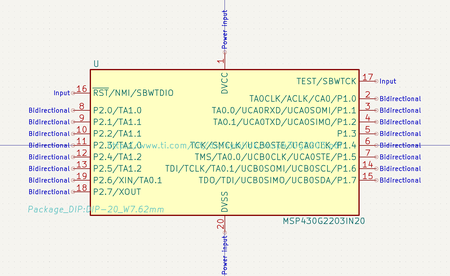 Power input
1
DVCC
U
Input 16 RST/NMI/SBWTDIO
TEST/SBWTCK 17 Input
Bidirectional 8 P2.0/TA1.0
TA0CLK/ACLK/CA0/P1.0 2 Bidirectional
Bidirectional 9 P2.1/TA1.1
TA0.0/UCA0RXD/UCA0SOMI/P1.1 3 Bidirectional
Bidirectional 10 P2.2/TA1.1
TA0.1/UCA0TXD/UCA0SIMO/P1.2 4 Bidirectional
P1.3 5 Bidirectional
Bidirectional 11 P2.3/TA1.0
www.ti.com
TCK/SMCLK/UCB0STE/UCA0CLK/P1.4 6 Bidirectional
Bidirectional 12 P2.4/TA1.2
TMS/TA0.0/UCB0CLK/UCA0STE/P1.5 7 Bidirectional
Bidirectional 13 P2.5/TA1.2
TDI/TCLK/TA0.1/UCB0SOMI/UCB0SCL/P1.6 14 Bidirectional
Bidirectional 19 P2.6/XIN/TA0.1
TDO/TDI/UCB0SIMO/UCB0SDA/P1.7 15 Bidirectional
Bidirectional 18 P2.7/XOUT
Package_DIP:DIP-20_W7.62mm
DVSS
20
Power input
MSP430G2203IN20